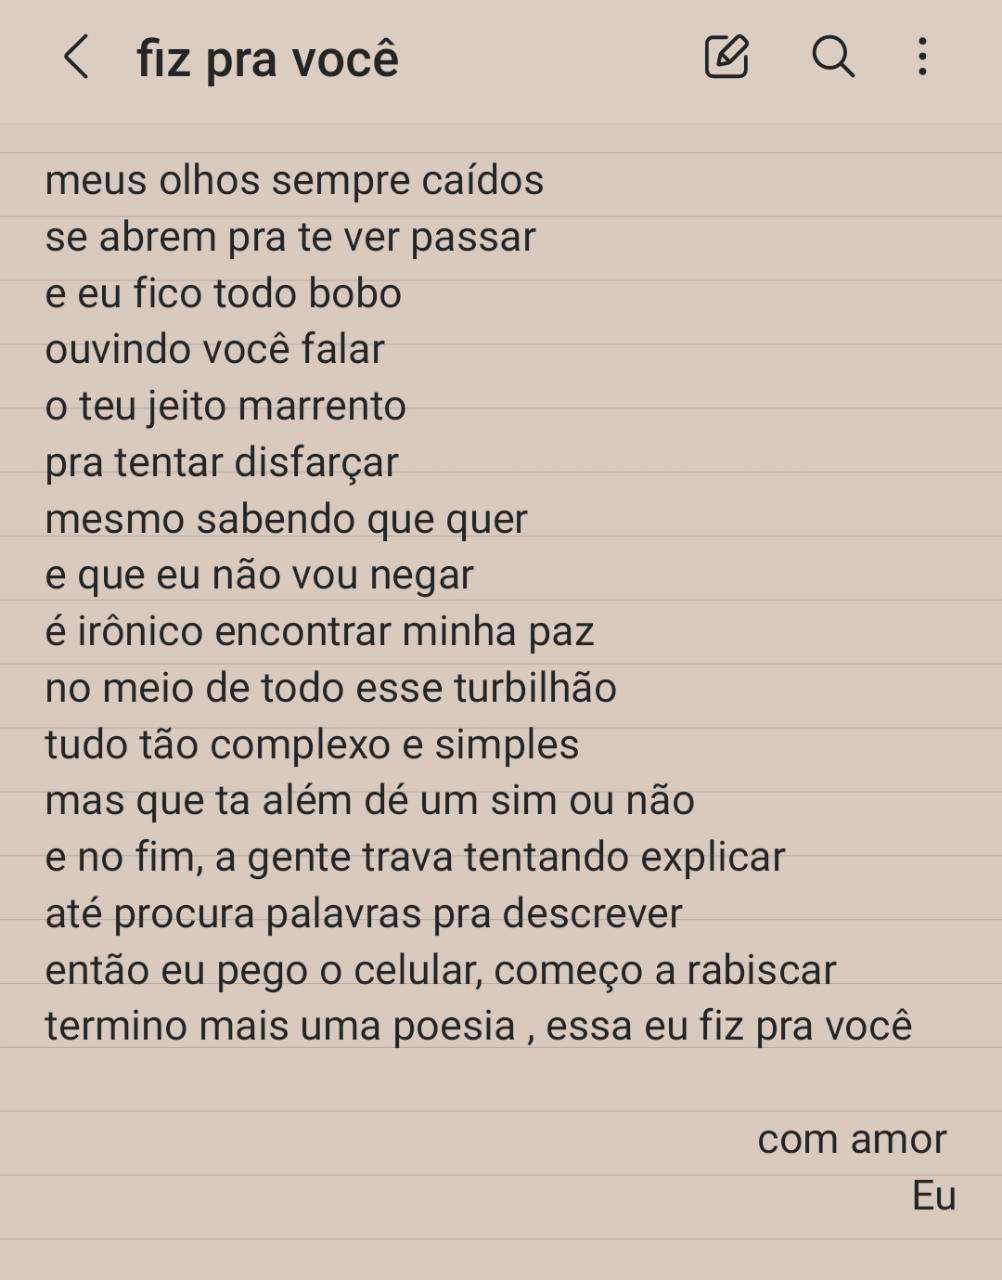 fiz pra você
meus olhos sempre caídos
se abrem pra te ver passar
e eu fico todo bobo
ouvindo você falar
o teu jeito marrento
pra tentar disfarçar
mesmo sabendo que quer
e que eu não vou negar
é irônico encontrar minha paz
no meio de todo esse turbilhão
tudo tão complexo e simples
mas que ta além dé um sim ou não
e no fim, a gente trava tentando explicar
até procura palavras pra descrever
então eu pego o celular, começo a rabiscar
termino mais uma poesia , essa eu fiz pra você
com amor
Eu